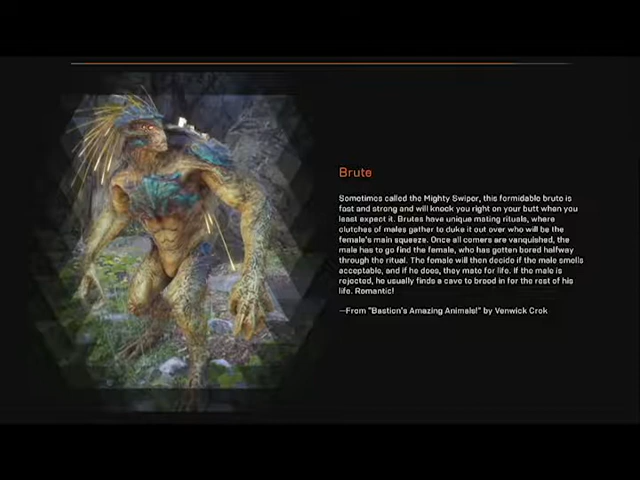 Brute
Sometimes called the Mighty Swiper, this formidable brute is
fast and strong and will knock you right on your butt when you
least expect it. Brutes have unique mating rituals, where
clutches of males gather to duke it out over who will be the
female's main squeeze. Once all comers are vanquished, the
male has to go find the female, who has gotten bored halfway
through the ritual. The female will then decide if the male smells
acceptable, and if he does, they mate for life. If the male is
rejected, he usually finds a cave to brood in for the rest of his
life. Romantic!
—From "Bastion's Amazing Animals!" by Venwick Crok